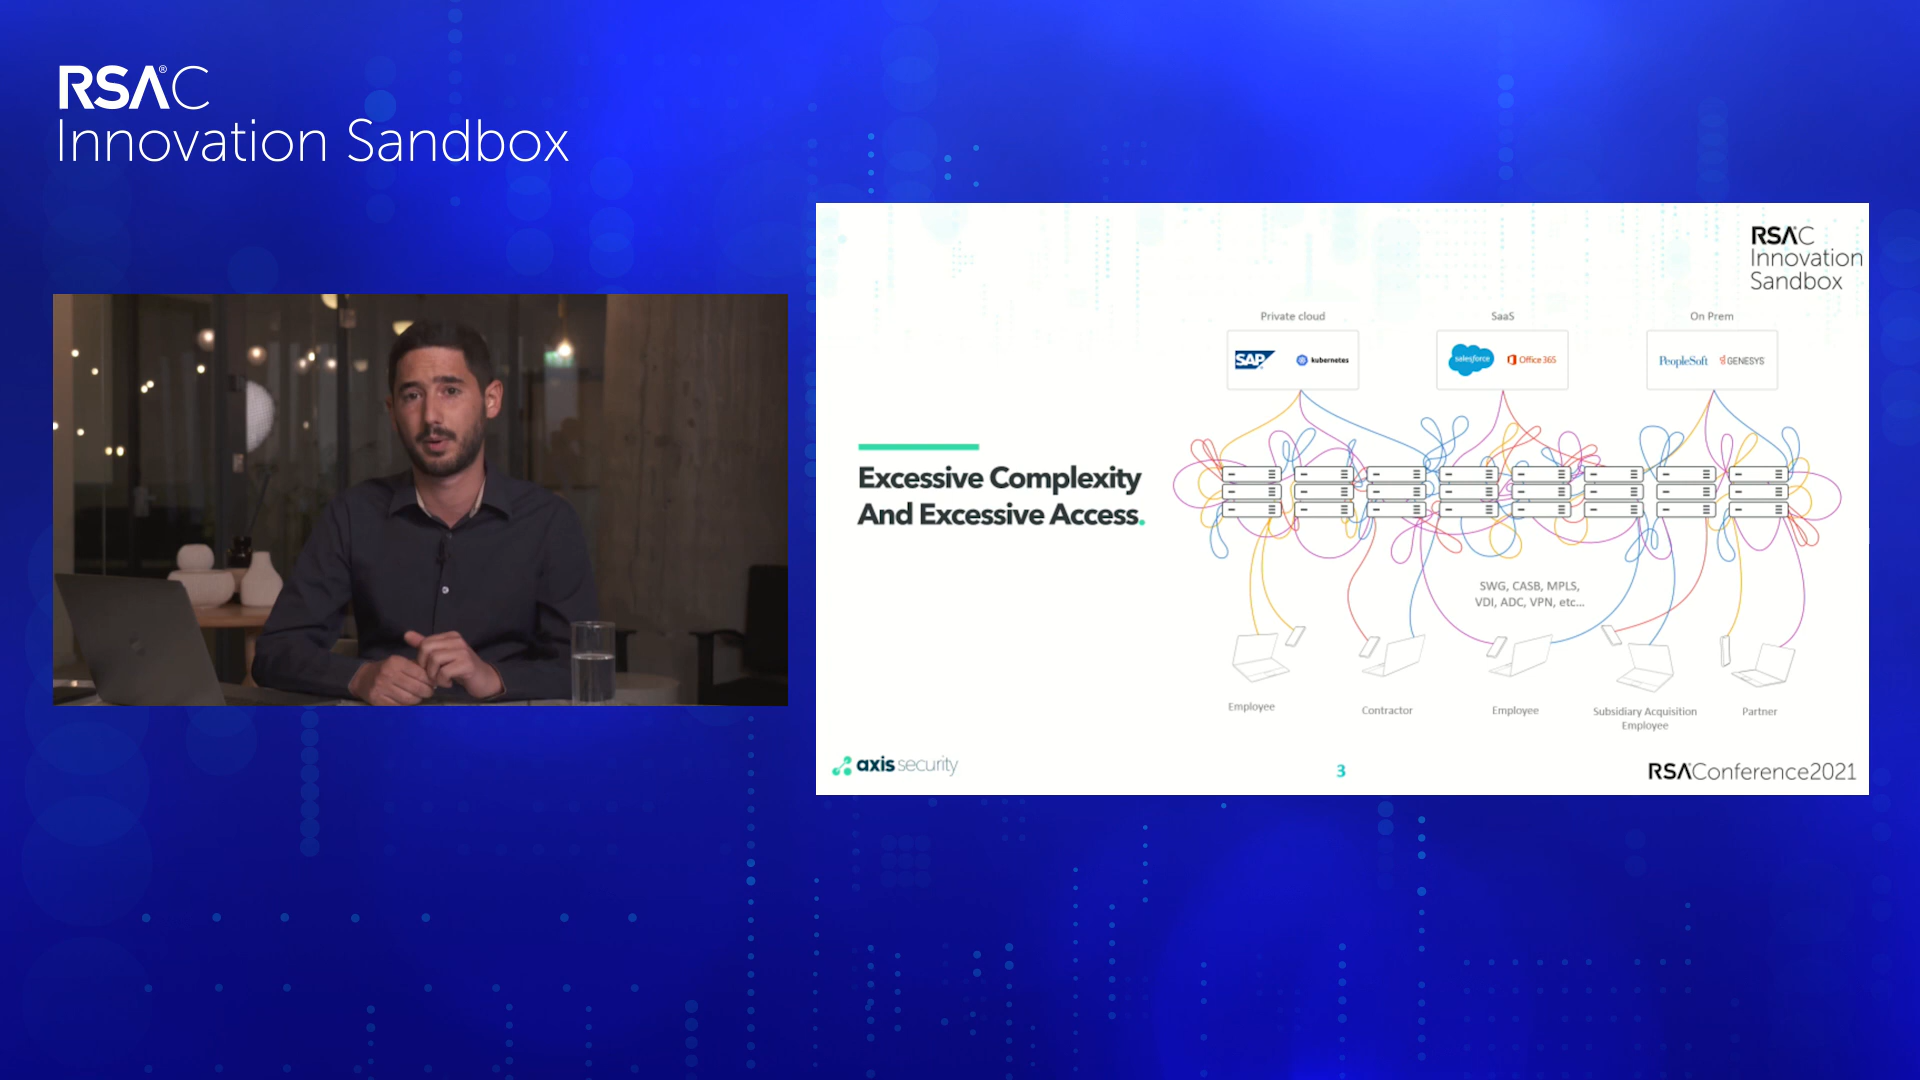 RSA®C
Innovation Sandbox
RSAC
Innovation
Sandbox
Private cloud
SaaS
On Prem
SAP
kubernetes
salesforce
Office 365
PeopleSoft
GENESYS
Excessive Complexity
And Excessive Access.
SWG, CASB, MPLS,
VDI, ADC, VPN, etc...
Employee
Contractor
Employee
Subsidiary Acquisition
Employee
Partner
axis security
3
RSAConference2021